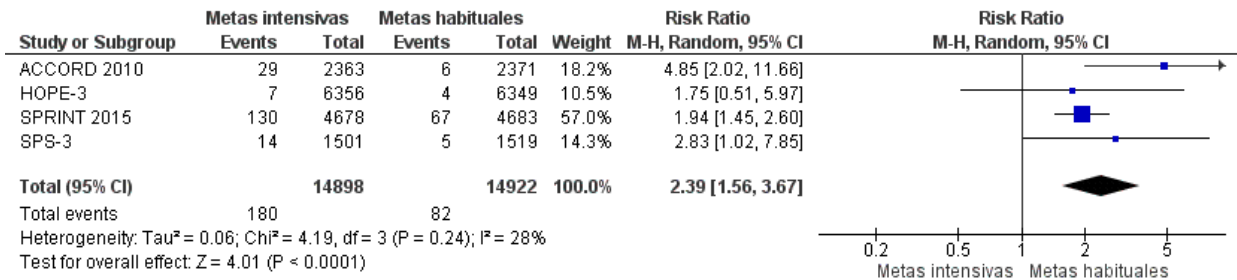 Metas intensivas Metas habituales Risk Ratio Risk Ratio
Study or Subgroup Events Total Events Total Weight M-H, Random, 95% CI M-H, Random, 95% CI
ACCORD 2010 29 2363 6 2371 18.2% 4.85 [2.02, 11.66]
HOPE-3 7 6356 4 6349 10.5% 1.75 [0.51, 5.97]
SPRINT 2015 130 4678 67 4683 57.0% 1.94 [1.45, 2.60]
SPS-3 14 1501 5 1519 14.3% 2.83 [1.02, 7.85]
Total (95% CI) 14898 14922 100.0% 2.39 [1.56, 3.67]
Total events 180 82
Heterogeneity: Tau² = 0.06; Chi² = 4.19, df = 3 (P = 0.24); I² = 28%
Test for overall effect: Z = 4.01 (P < 0.0001)
0.2 0.5 1 2 5
Metas intensivas Metas habituales